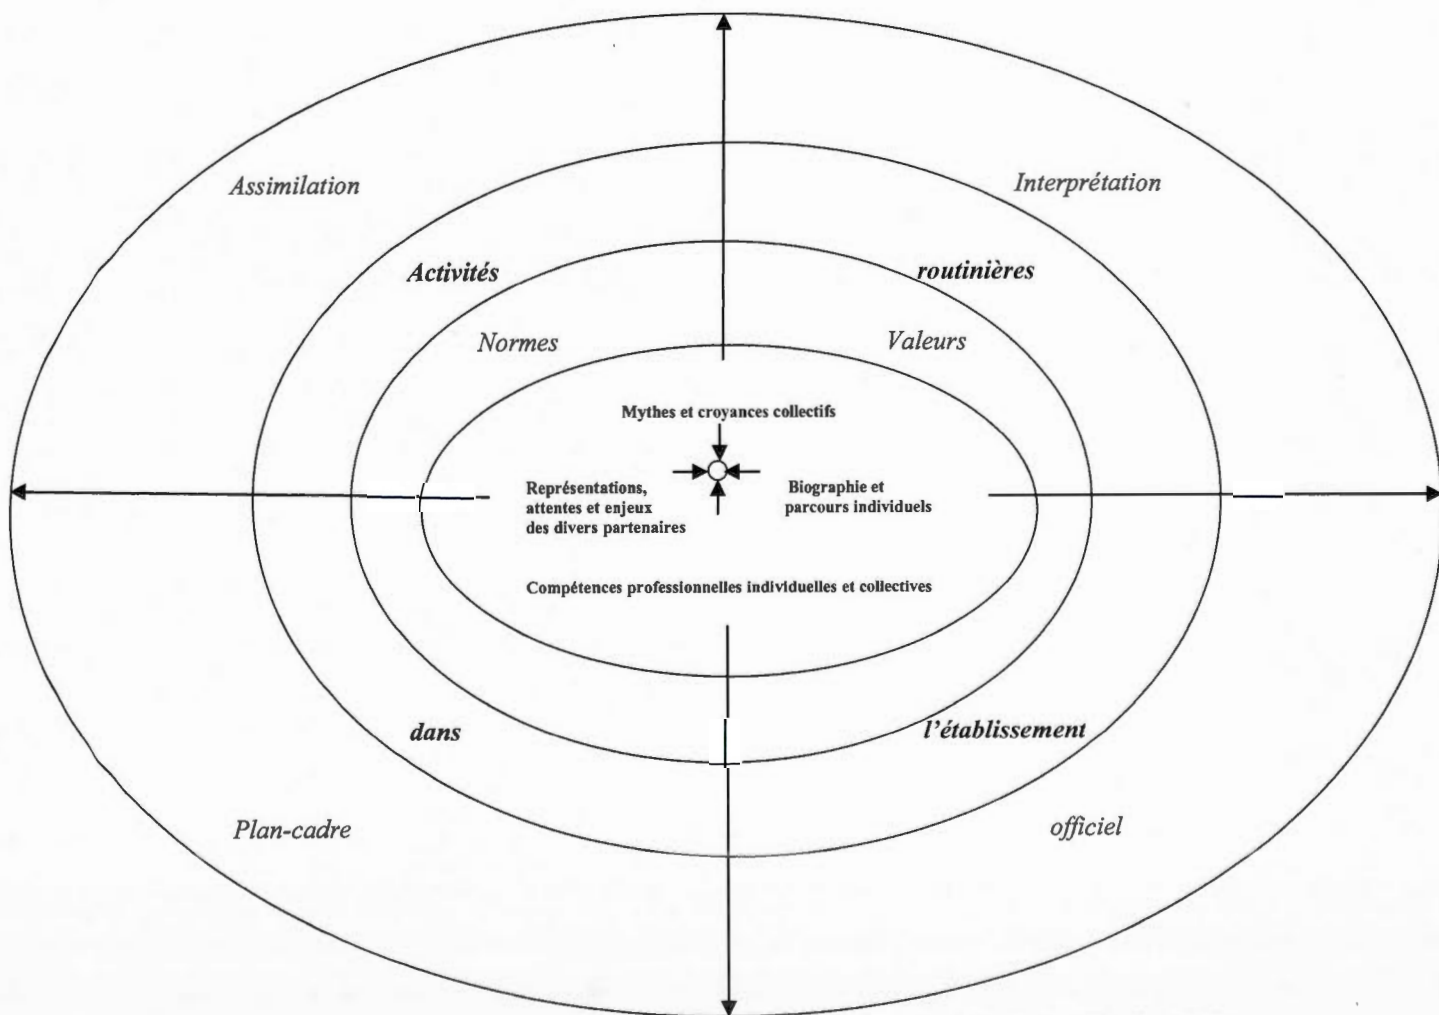 Assimilation
Interprétation
Activités
routinières
Normes
Valeurs
Mythes et croyances collectifs
Représentations,
attentes et enjeux
des divers partenaires
Biographie et
parcours individuels
Compétences professionnelles individuelles et collectives
dans
l'établissement
Plan-cadre
officiel